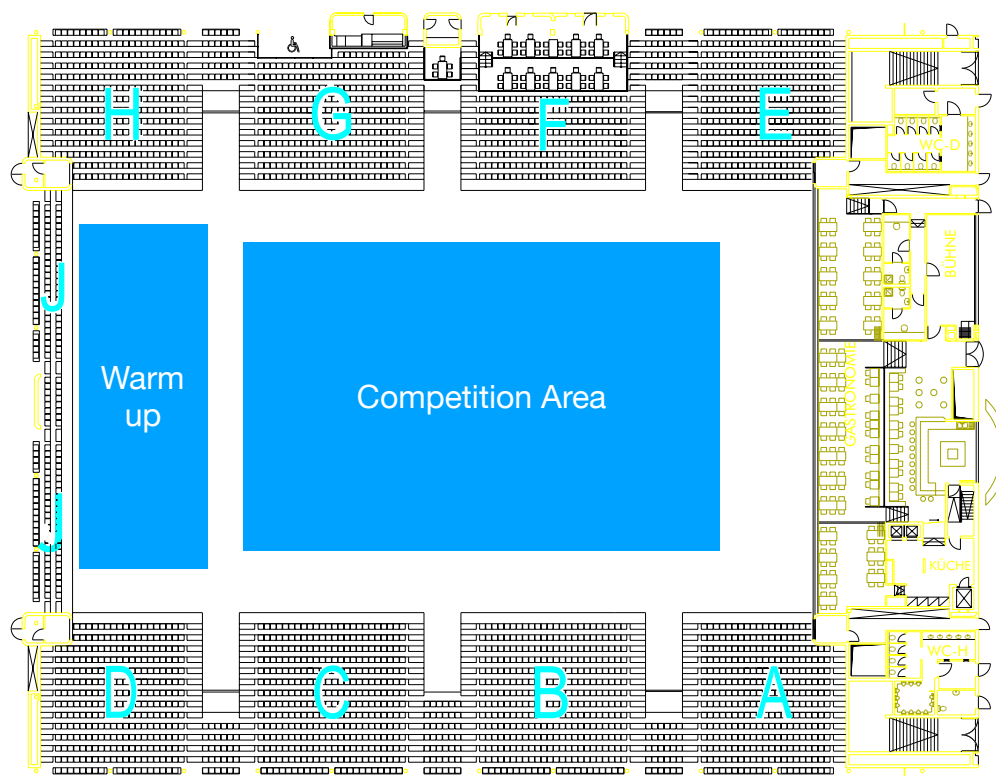 H
G
F
E
WC-D
BÜHNE
J
Warm
up
Competition Area
GASTRONOMIE
J
KÜCHE
WC-H
D
C
B
A